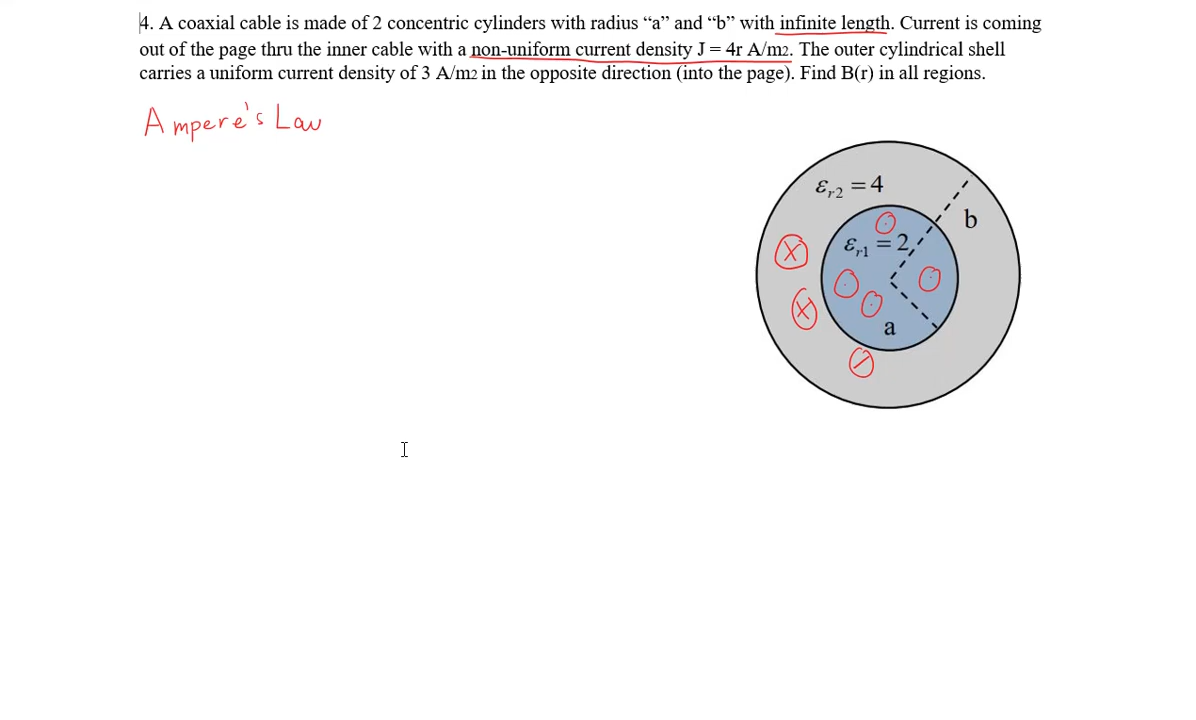 4. A coaxial cable is made of 2 concentric cylinders with radius “a” and “b” with infinite length. Current is coming
out of the page thru the inner cable with a non-uniform current density J = 4r A/m2. The outer cylindrical shell
carries a uniform current density of 3 A/m2 in the opposite direction (into the page). Find B(r) in all regions.
Ampere's Law
εr2 = 4
b
εr1 = 2
a